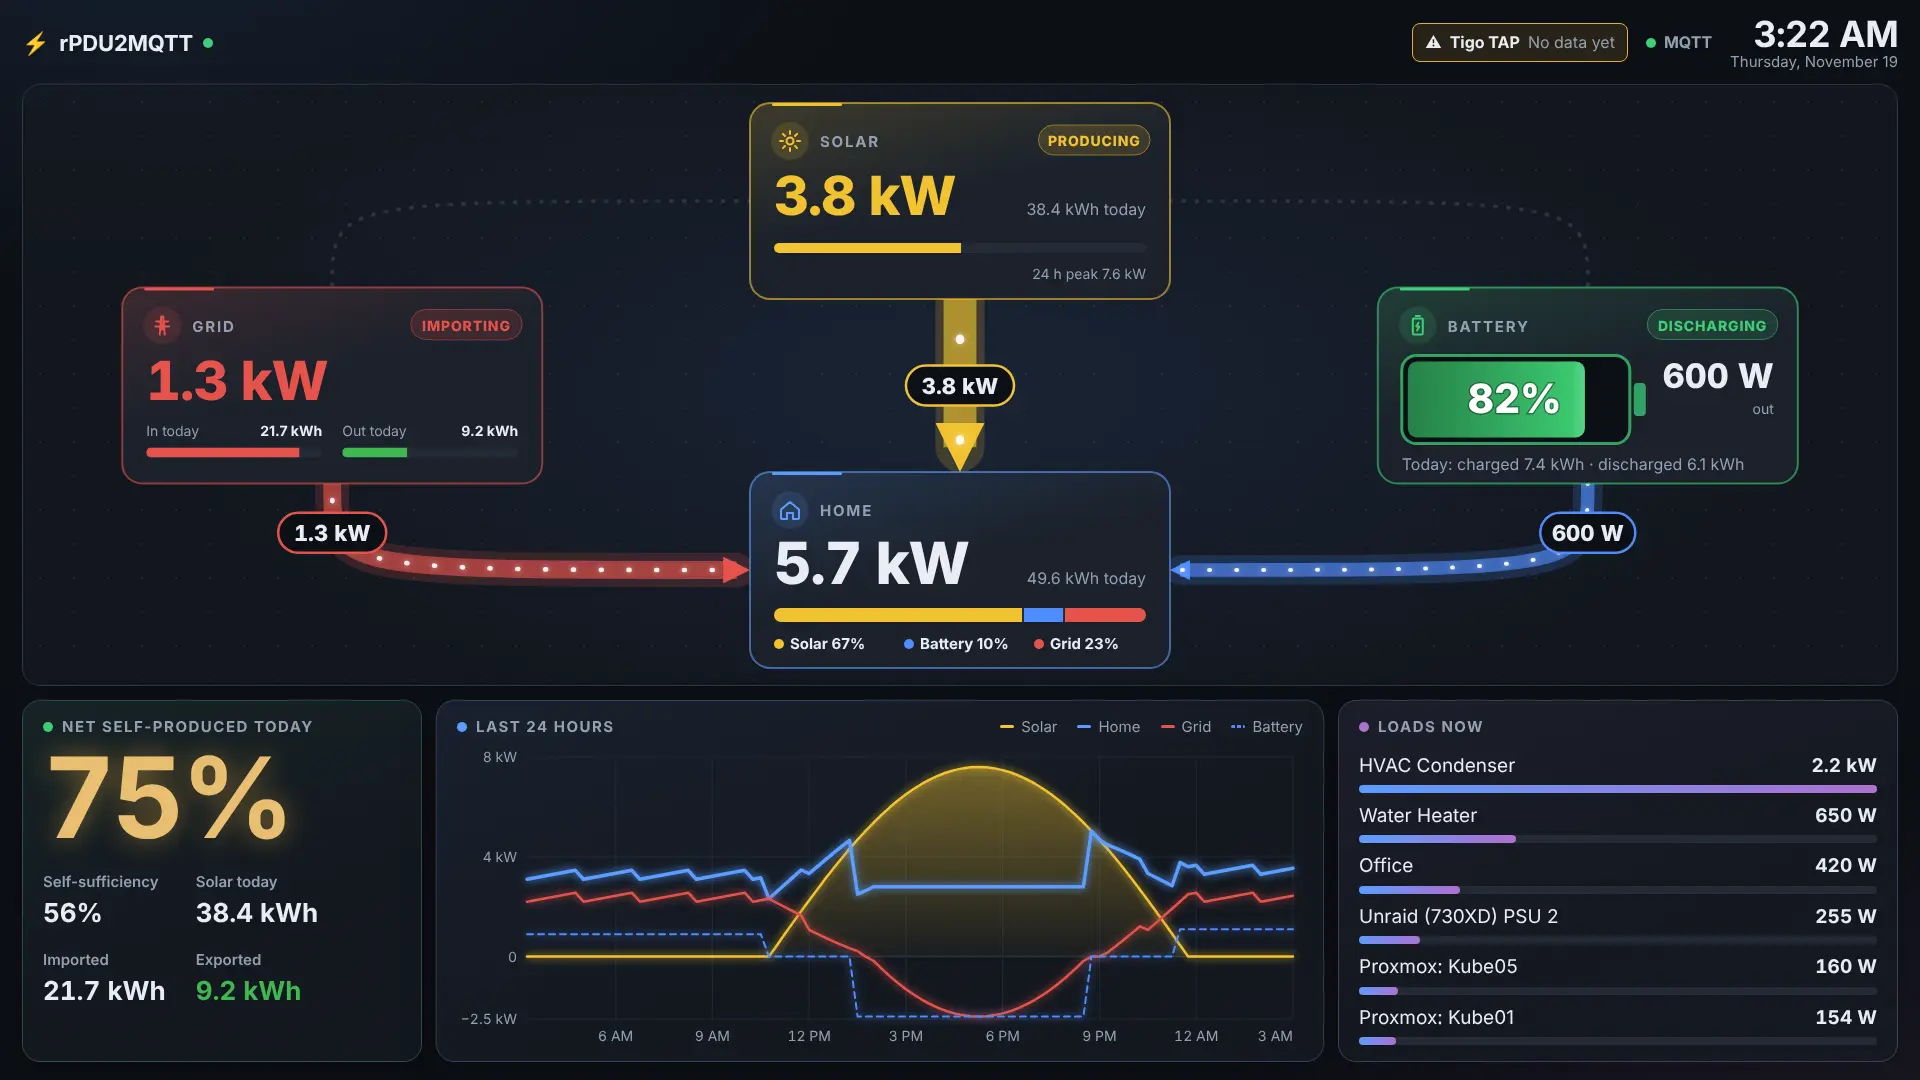 rPDU2MQTT
Tigo TAP No data yet
MQTT
3:22 AM
Thursday, November 19
SOLAR
PRODUCING
3.8 kW
38.4 kWh today
24 h peak 7.6 kW
GRID
IMPORTING
1.3 kW
In today 21.7 kWh Out today 9.2 kWh
BATTERY
DISCHARGING
82%
600 W
out
Today: charged 7.4 kWh · discharged 6.1 kWh
3.8 kW
1.3 kW
600 W
HOME
5.7 kW
49.6 kWh today
Solar 67% Battery 10% Grid 23%
NET SELF-PRODUCED TODAY
75%
Self-sufficiency Solar today
56% 38.4 kWh
Imported Exported
21.7 kWh 9.2 kWh
LAST 24 HOURS
Solar Home Grid Battery
8 kW
4 kW
0
−2.5 kW
6 AM 9 AM 12 PM 3 PM 6 PM 9 PM 12 AM 3 AM
LOADS NOW
HVAC Condenser 2.2 kW
Water Heater 650 W
Office 420 W
Unraid (730XD) PSU 2 255 W
Proxmox: Kube05 160 W
Proxmox: Kube01 154 W